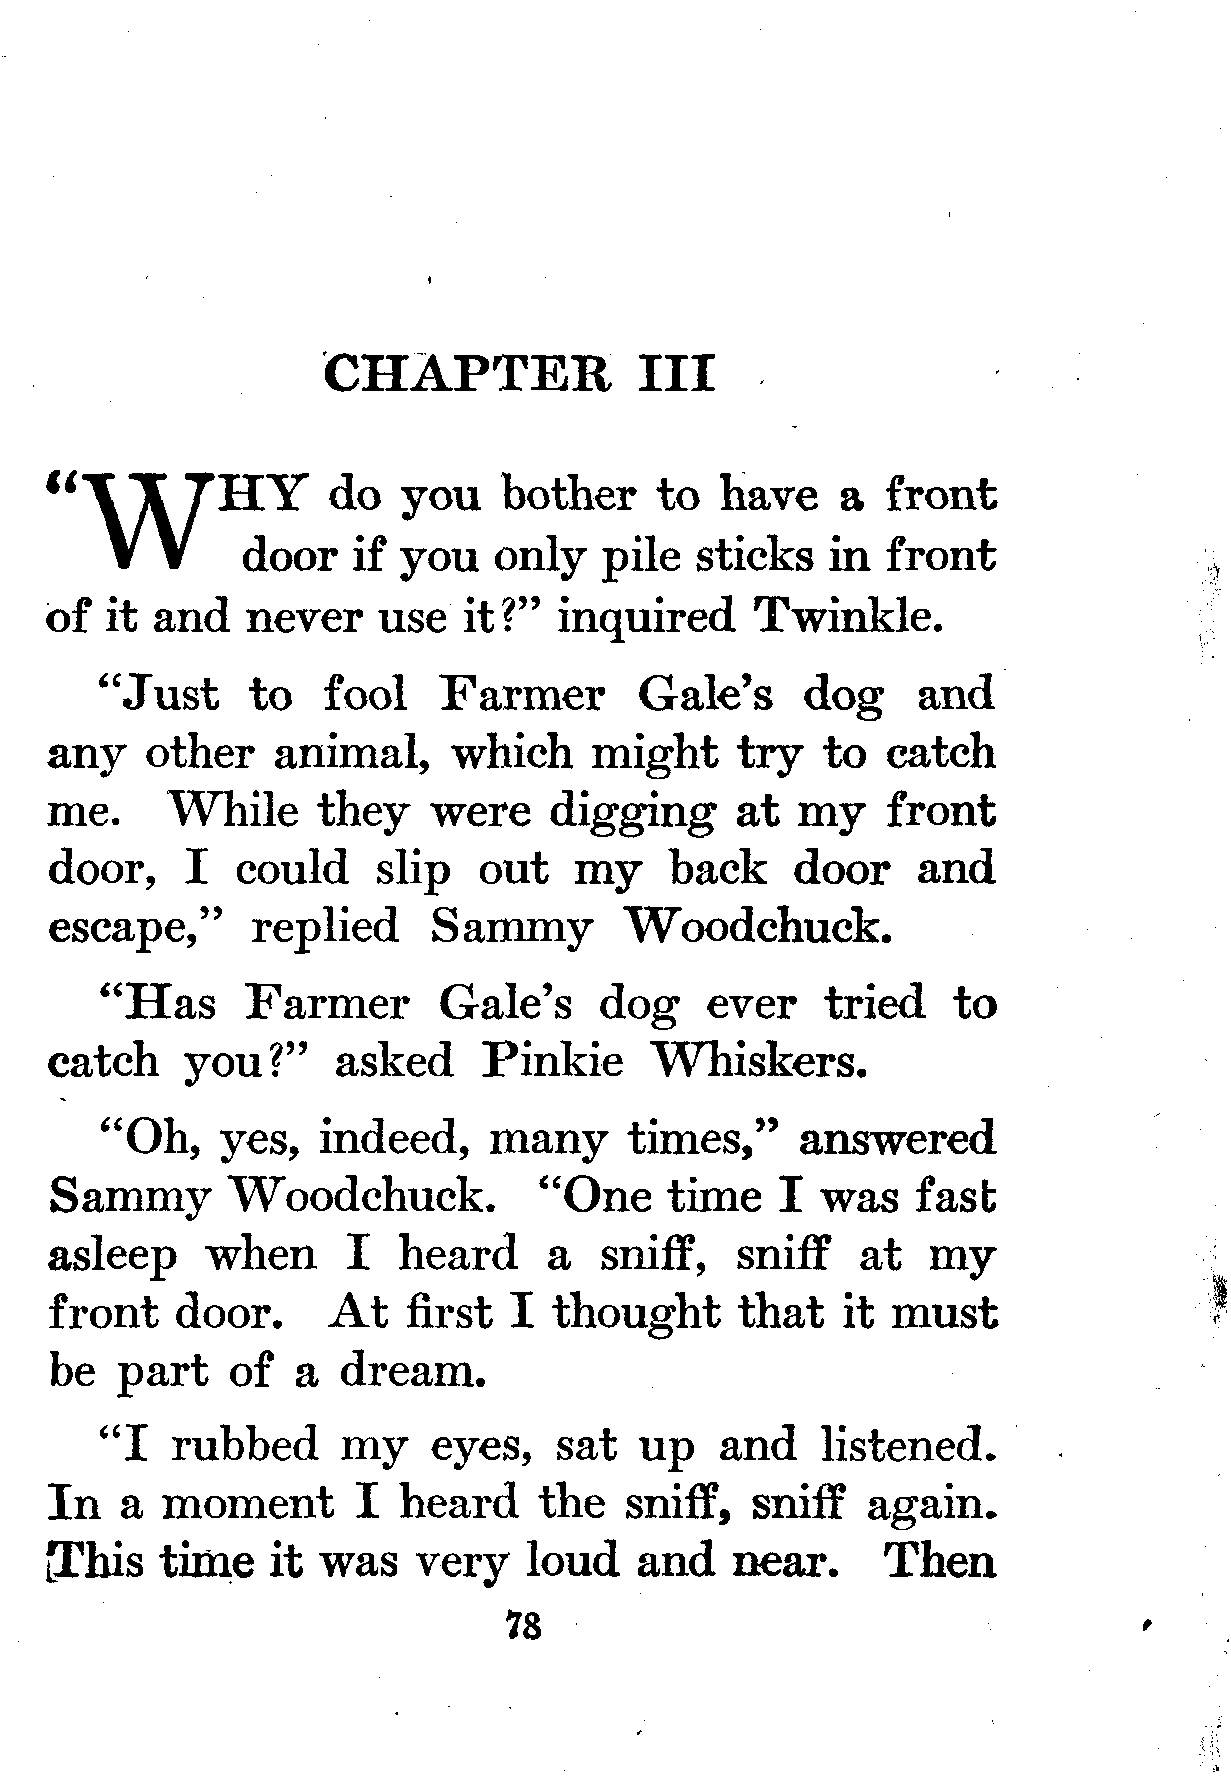 CHAPTER III
“WHY do you bother to have a front
door if you only pile sticks in front
of it and never use it?” inquired Twinkle.
“Just to fool Farmer Gale’s dog and
any other animal, which might try to catch
me. While they were digging at my front
door, I could slip out my back door and
escape,” replied Sammy Woodchuck.
“Has Farmer Gale’s dog ever tried to
catch you?” asked Pinkie Whiskers.
“Oh, yes, indeed, many times,” answered
Sammy Woodchuck. “One time I was fast
asleep when I heard a sniff, sniff at my
front door. At first I thought that it must
be part of a dream.
“I rubbed my eyes, sat up and listened.
In a moment I heard the sniff, sniff again.
This time it was very loud and near. Then
78